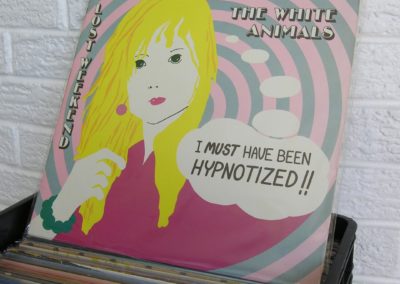 LOST WEEKEND
THE WHITE
ANIMALS
I MUST HAVE BEEN
HYPNOTIZED!!